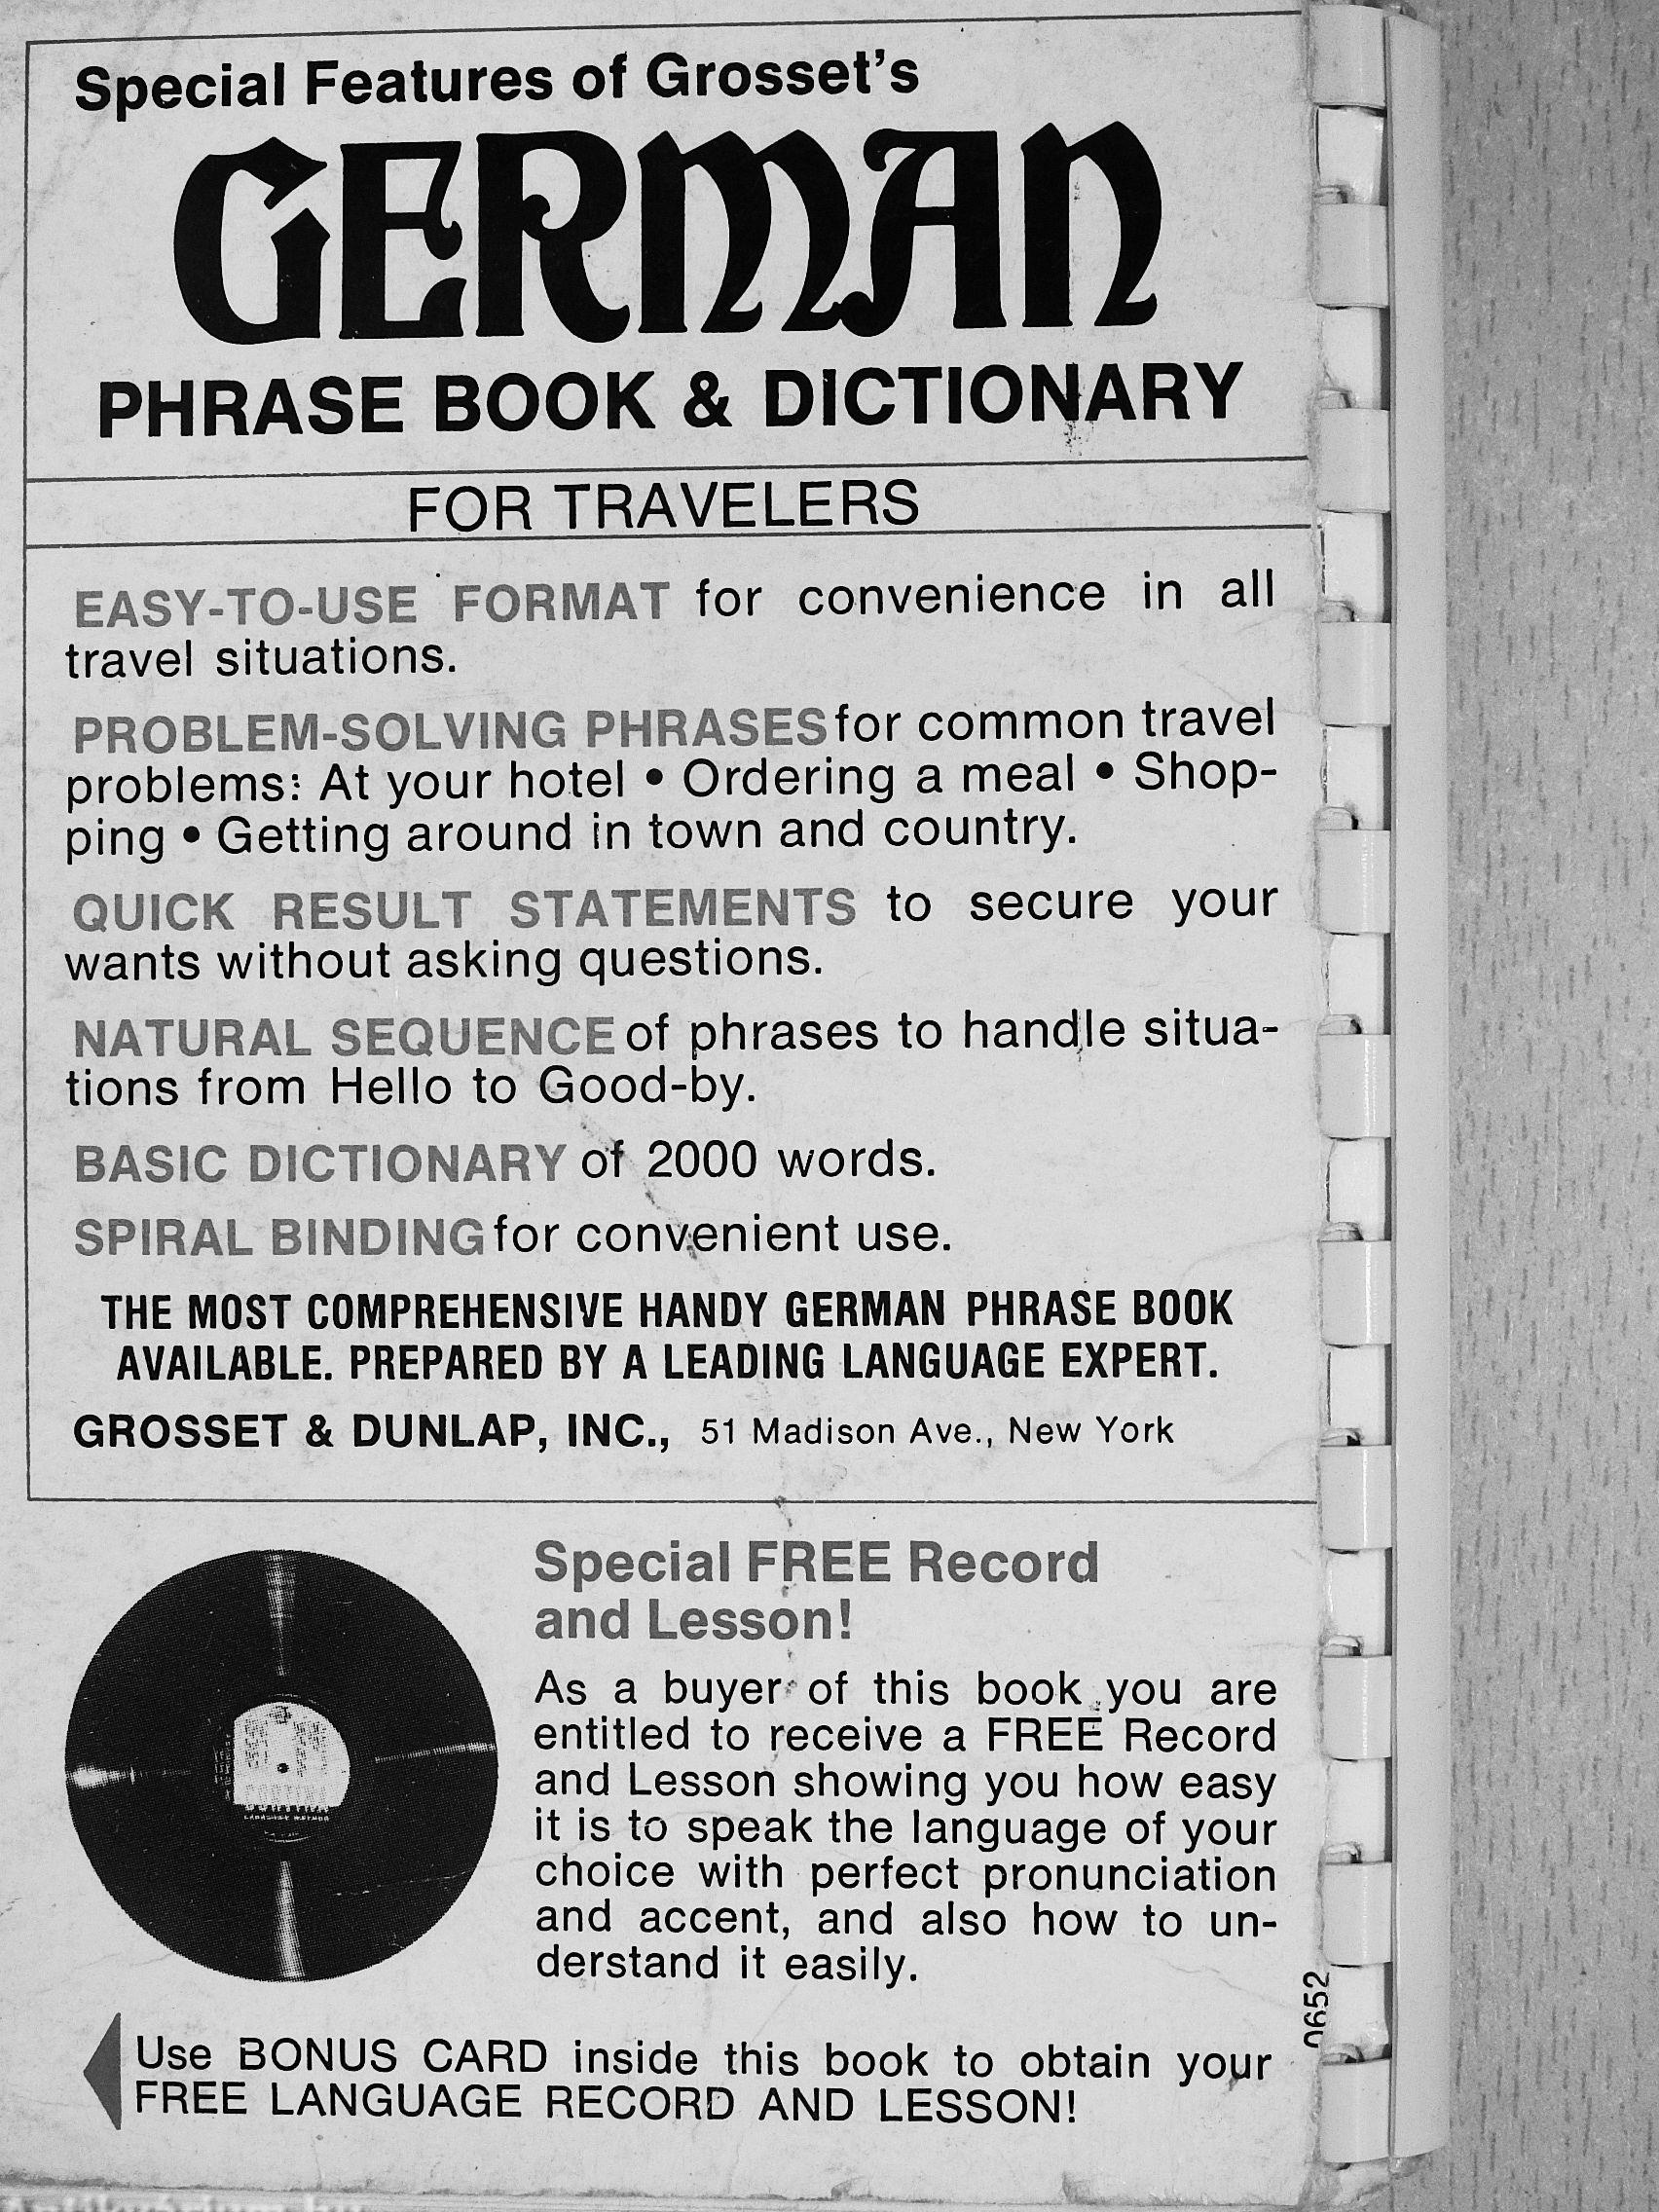 Special Features of Grosset's
GERMAN
PHRASE BOOK & DICTIONARY
FOR TRAVELERS
EASY-TO-USE FORMAT for convenience in all
travel situations.
PROBLEM-SOLVING PHRASES for common travel
problems: At your hotel • Ordering a meal • Shop-
ping • Getting around in town and country.
QUICK RESULT STATEMENTS to secure your
wants without asking questions.
NATURAL SEQUENCE of phrases to handle situa-
tions from Hello to Good-by.
BASIC DICTIONARY of 2000 words.
SPIRAL BINDING for convenient use.
THE MOST COMPREHENSIVE HANDY GERMAN PHRASE BOOK
AVAILABLE. PREPARED BY A LEADING LANGUAGE EXPERT.
GROSSET & DUNLAP, INC., 51 Madison Ave., New York
Special FREE Record
and Lesson!
As a buyer of this book you are
entitled to receive a FREE Record
and Lesson showing you how easy
it is to speak the language of your
choice with perfect pronunciation
and accent, and also how to un-
derstand it easily.
0652
Use BONUS CARD inside this book to obtain your
FREE LANGUAGE RECORD AND LESSON!